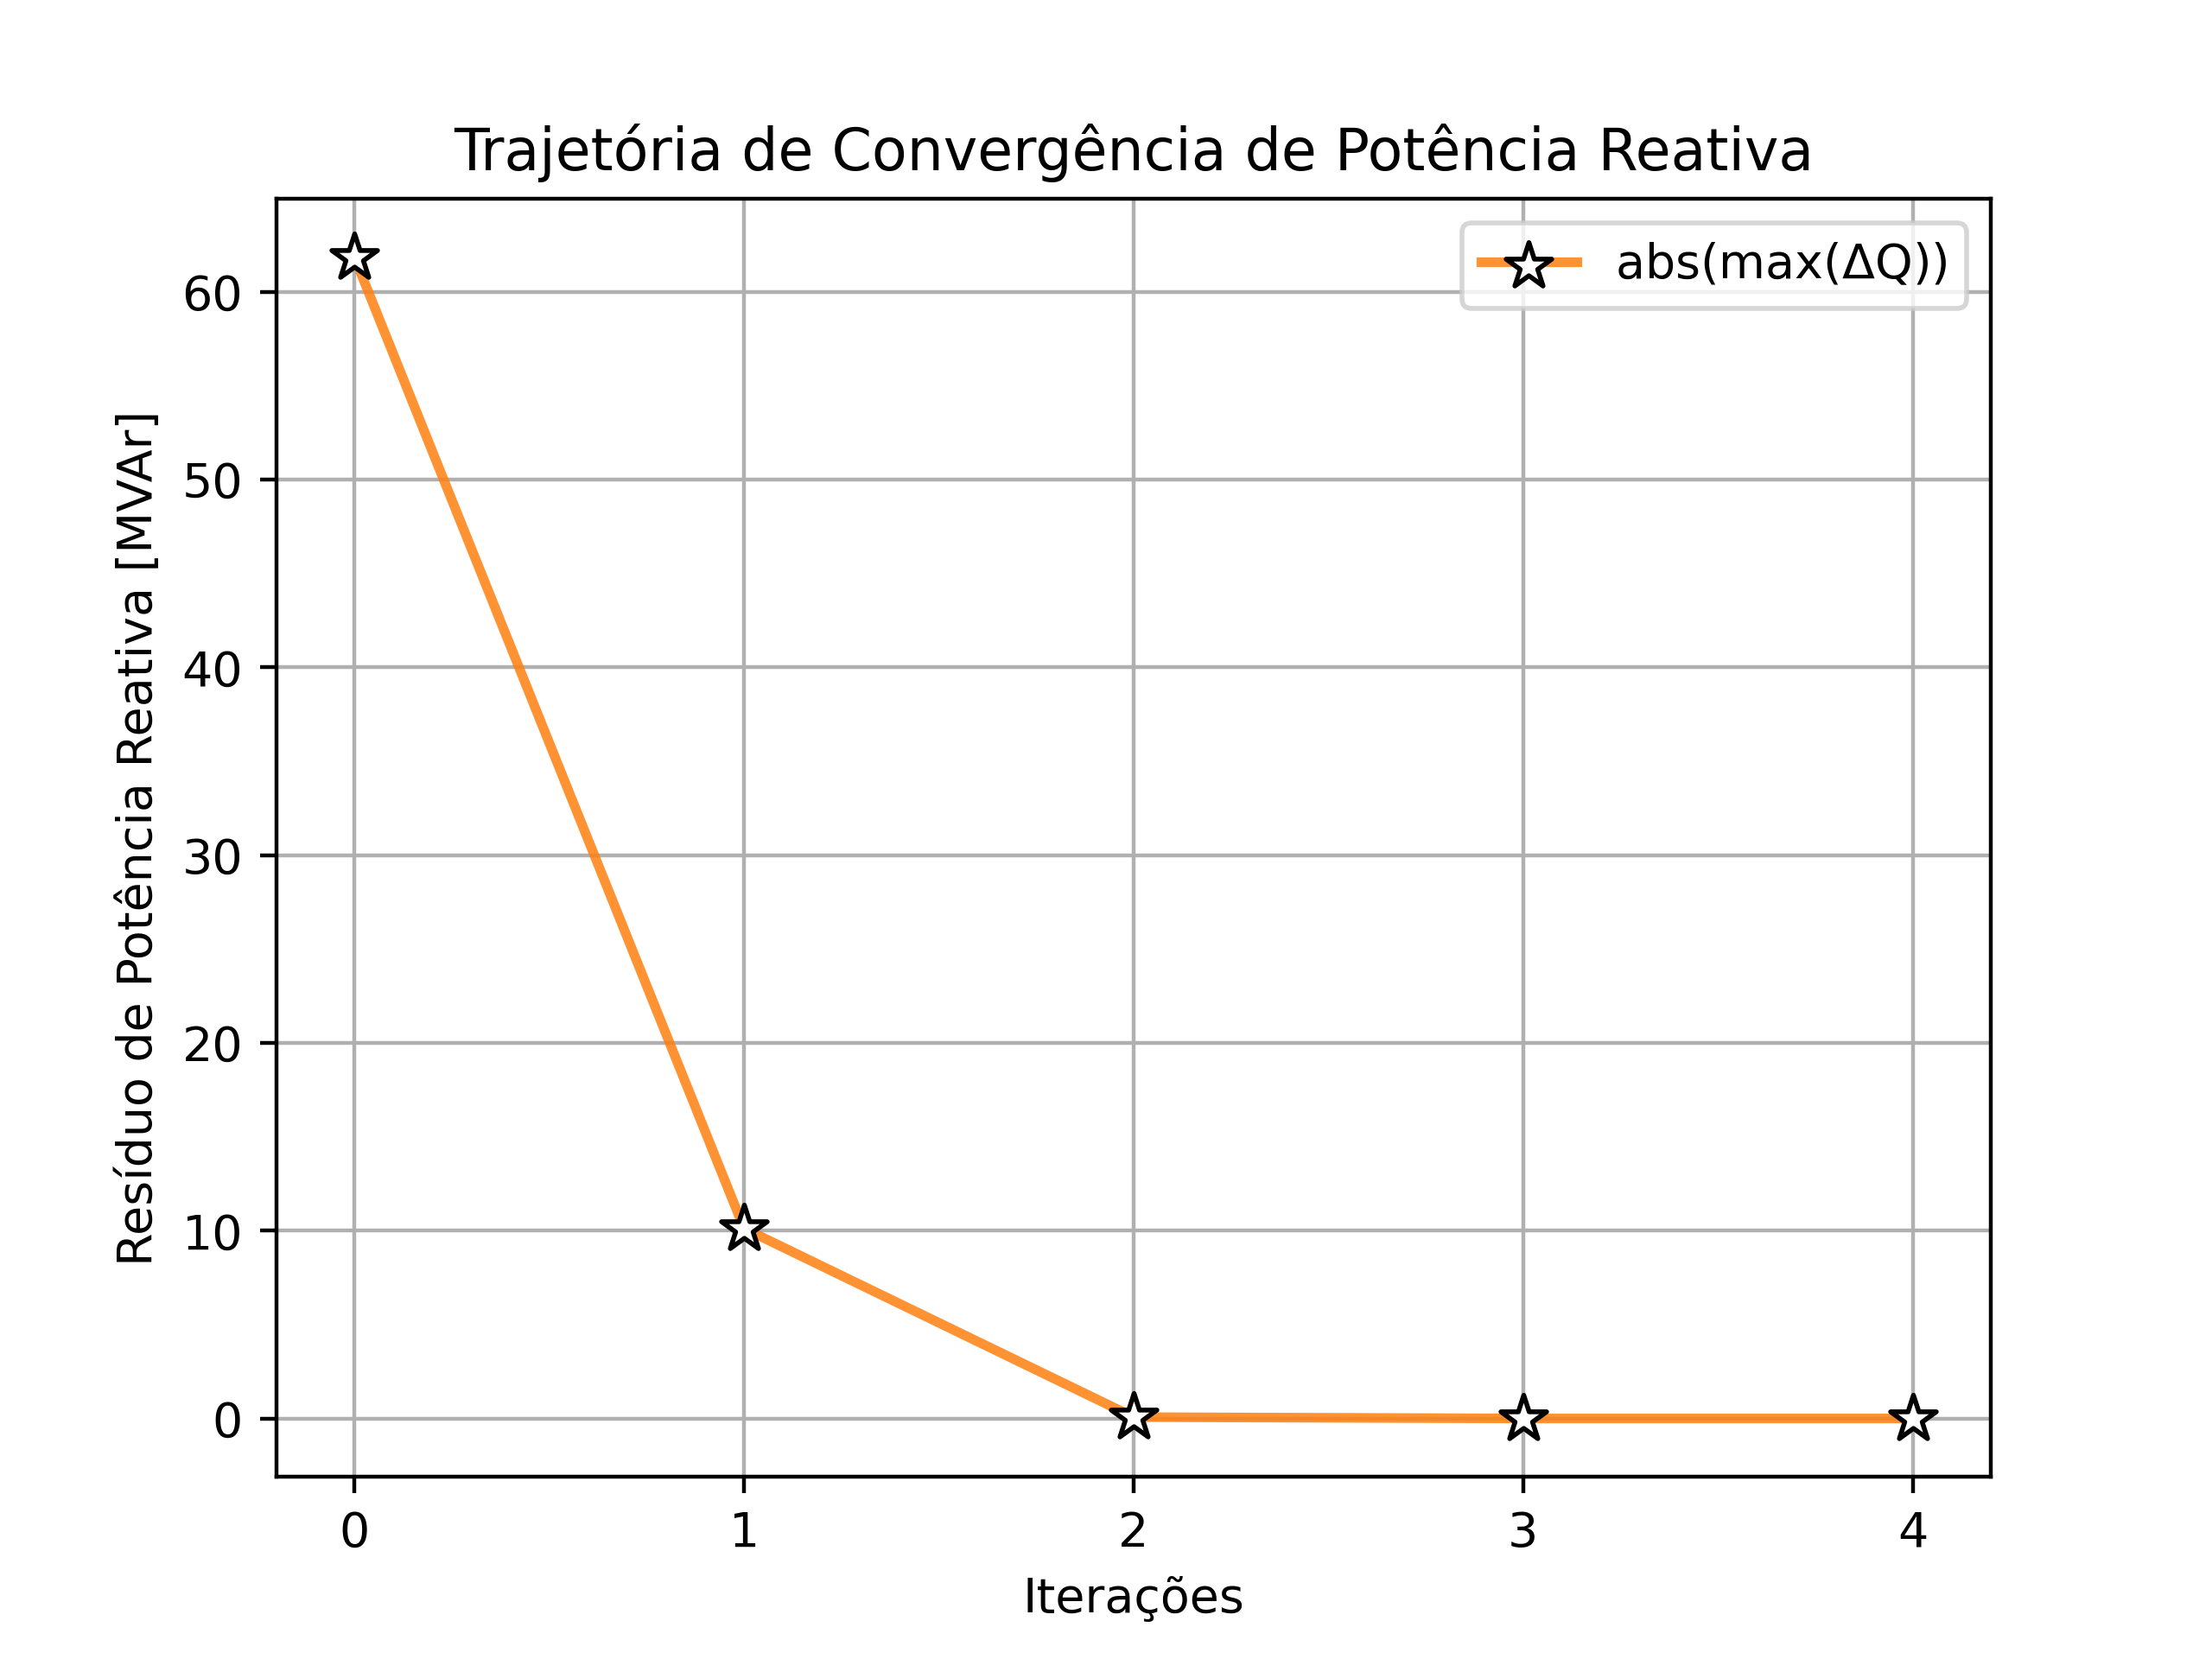 Trajetória de Convergência de Potência Reativa
abs(max(ΔQ))
Resíduo de Potência Reativa [MVAr]
60
50
40
30
20
10
0
0 1 2 3 4
Iterações